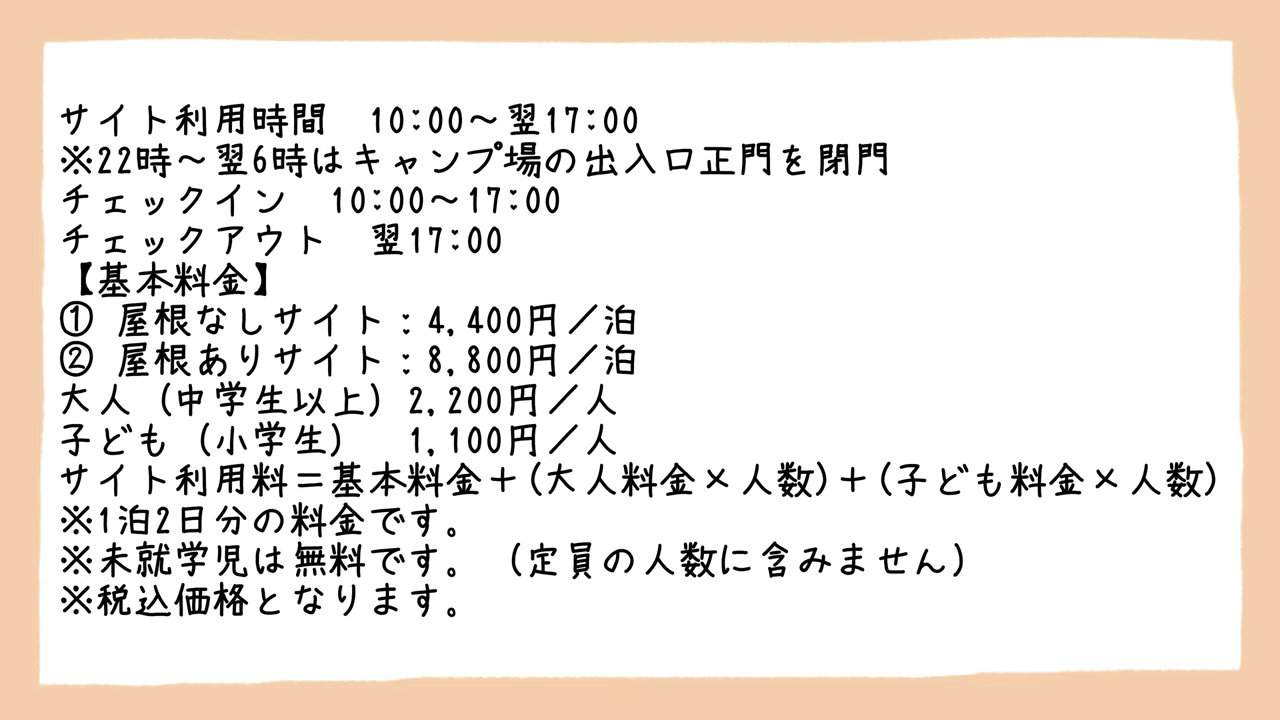 サイト利用時間　10:00～翌17:00
※22時～翌6時はキャンプ場の出入口正門を閉門
チェックイン　10:00～17:00
チェックアウト　翌17:00
【基本料金】
① 屋根なしサイト：4,400円／泊
② 屋根ありサイト：8,800円／泊
大人（中学生以上）2,200円／人
子ども（小学生）　1,100円／人
サイト利用料＝基本料金＋(大人料金×人数)＋(子ども料金×人数)
※1泊2日分の料金です。
※未就学児は無料です。（定員の人数に含みません）
※税込価格となります。